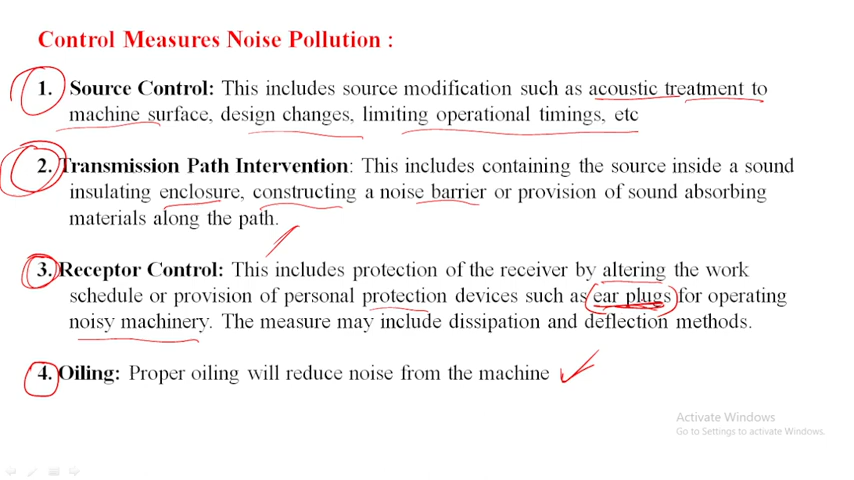 Control Measures Noise Pollution :
1. Source Control: This includes source modification such as acoustic treatment to
machine surface, design changes, limiting operational timings, etc
2. Transmission Path Intervention: This includes containing the source inside a sound
insulating enclosure, constructing a noise barrier or provision of sound absorbing
materials along the path.
3. Receptor Control: This includes protection of the receiver by altering the work
schedule or provision of personal protection devices such as ear plugs for operating
noisy machinery. The measure may include dissipation and deflection methods.
4. Oiling: Proper oiling will reduce noise from the machine
Activate Windows
Go to Settings to activate Windows.